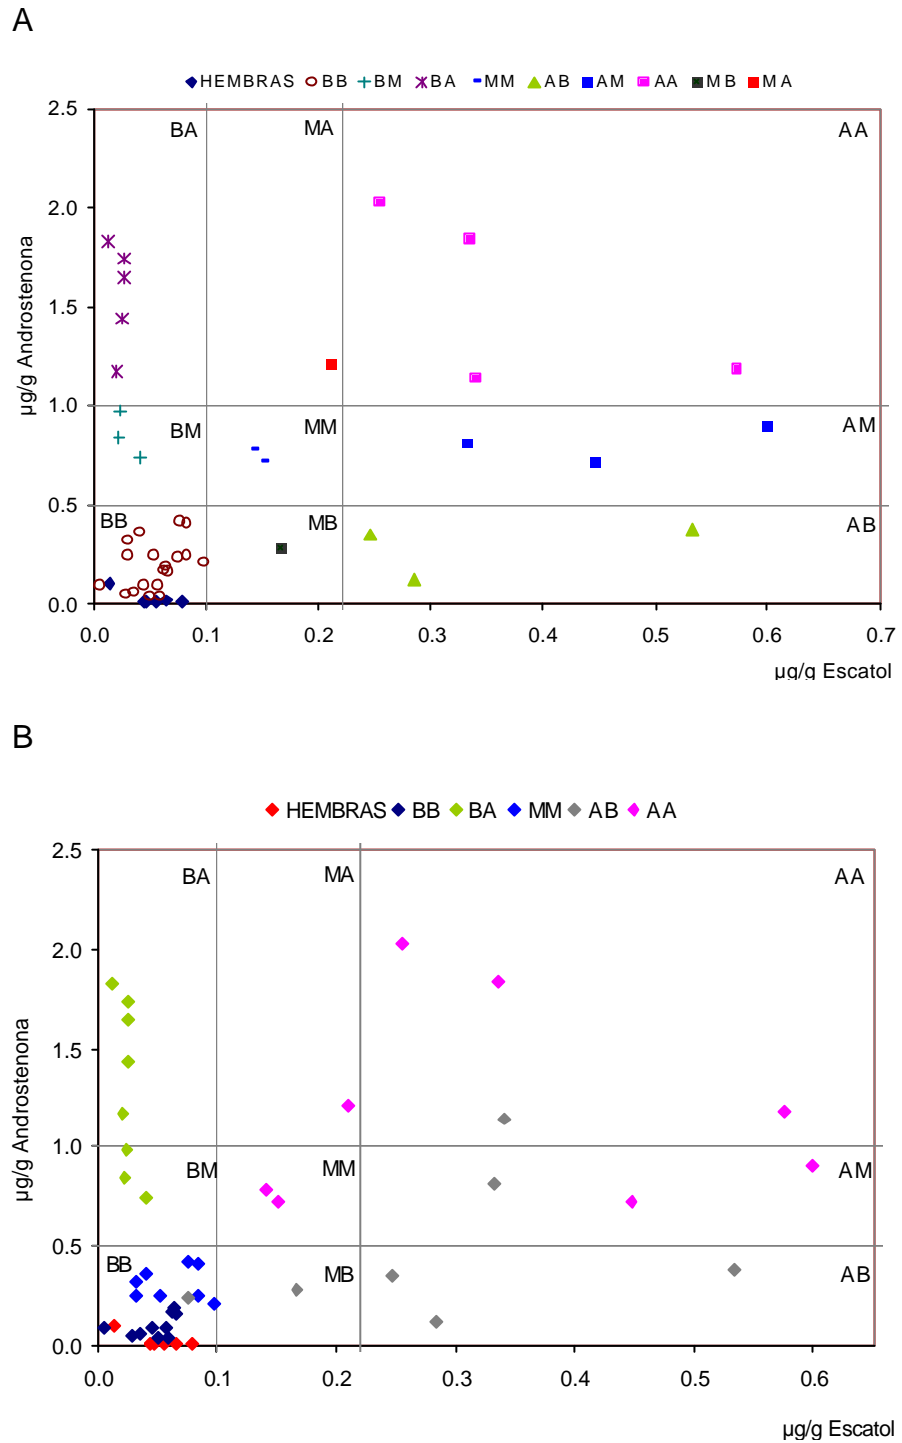 A
HEMBRAS BB BM BA MM AB AM AA MB MA
2.5
BA MA AA
2.0
1.5
µg/g Androstenona
1.0
BM MM AM
0.5
BB MB AB
0.0
0.0 0.1 0.2 0.3 0.4 0.5 0.6 0.7
µg/g Escatol
B
HEMBRAS BB BA MM AB AA
2.5
BA MA AA
2.0
1.5
µg/g Androstenona
1.0
BM MM AM
0.5
BB MB AB
0.0
0.0 0.1 0.2 0.3 0.4 0.5 0.6
µg/g Escatol